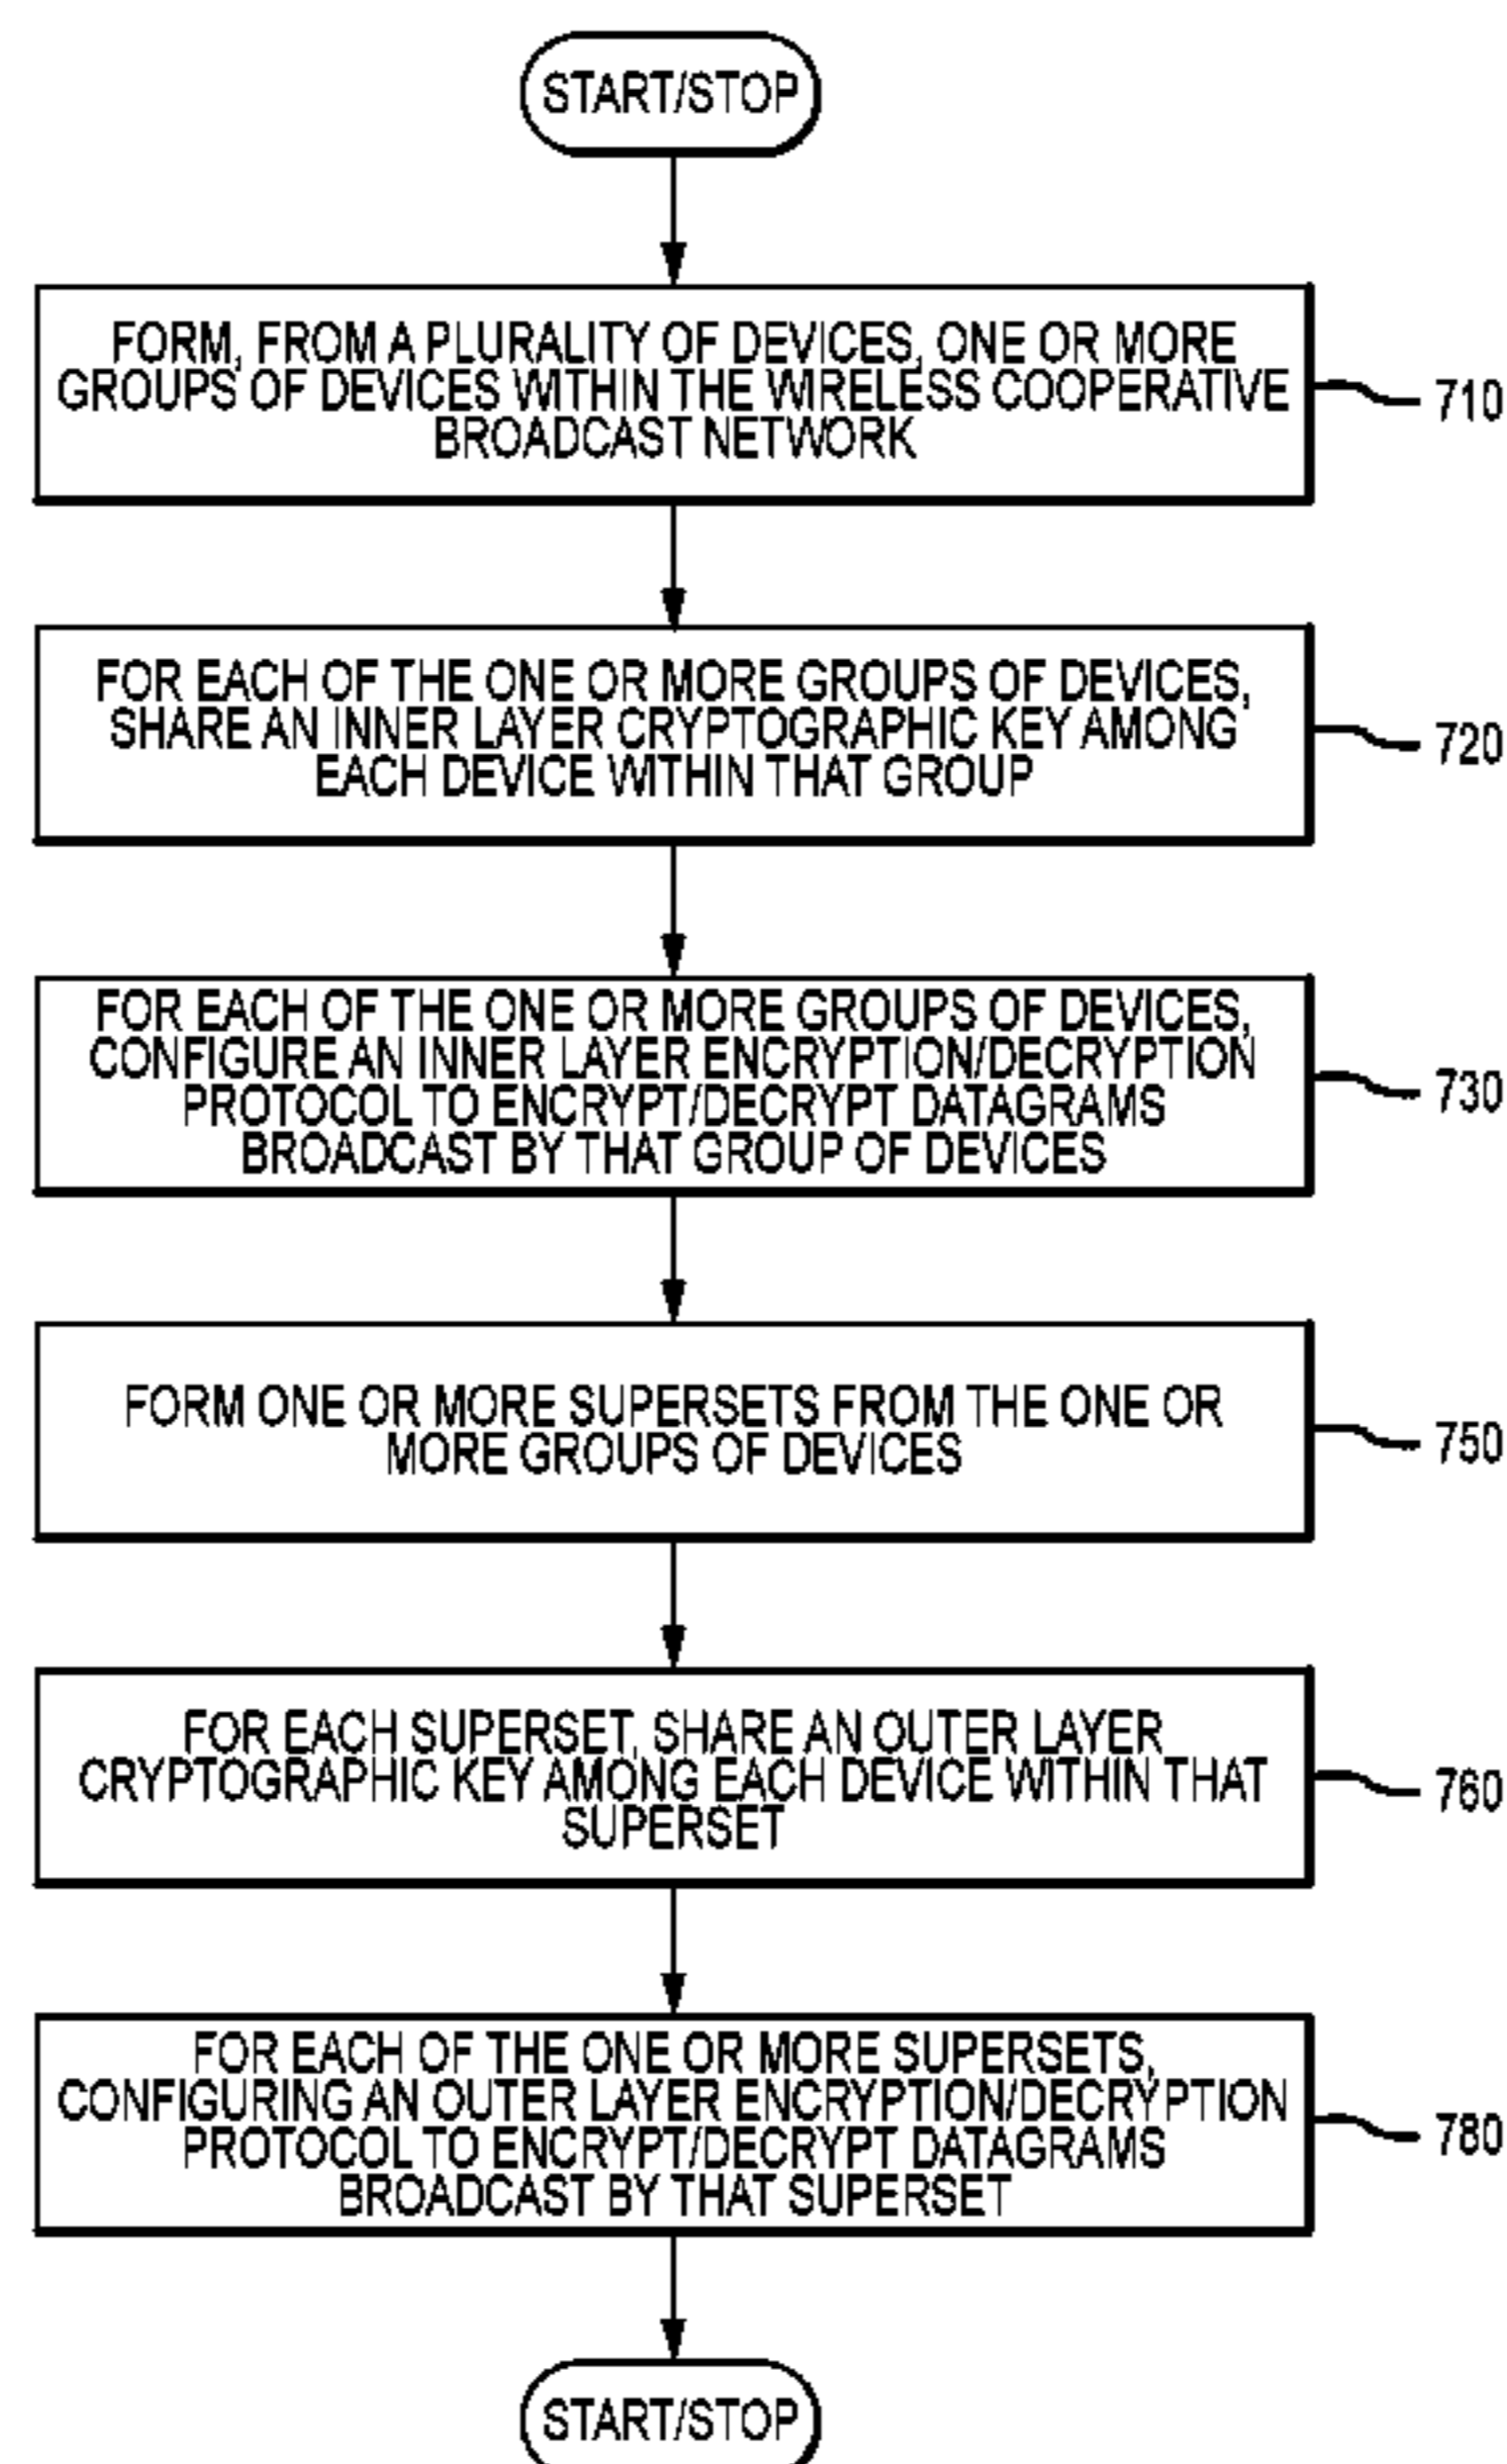 START/STOP
FORM, FROM A PLURALITY OF DEVICES, ONE OR MORE
GROUPS OF DEVICES WITHIN THE WIRELESS COOPERATIVE
BROADCAST NETWORK
710
FOR EACH OF THE ONE OR MORE GROUPS OF DEVICES,
SHARE AN INNER LAYER CRYPTOGRAPHIC KEY AMONG
EACH DEVICE WITHIN THAT GROUP
720
FOR EACH OF THE ONE OR MORE GROUPS OF DEVICES,
CONFIGURE AN INNER LAYER ENCRYPTION/DECRYPTION
PROTOCOL TO ENCRYPT/DECRYPT DATAGRAMS
BROADCAST BY THAT GROUP OF DEVICES
730
FORM ONE OR MORE SUPERSETS FROM THE ONE OR
MORE GROUPS OF DEVICES
750
FOR EACH SUPERSET, SHARE AN OUTER LAYER
CRYPTOGRAPHIC KEY AMONG EACH DEVICE WITHIN THAT
SUPERSET
760
FOR EACH OF THE ONE OR MORE SUPERSETS,
CONFIGURING AN OUTER LAYER ENCRYPTION/DECRYPTION
PROTOCOL TO ENCRYPT/DECRYPT DATAGRAMS
BROADCAST BY THAT SUPERSET
780
START/STOP